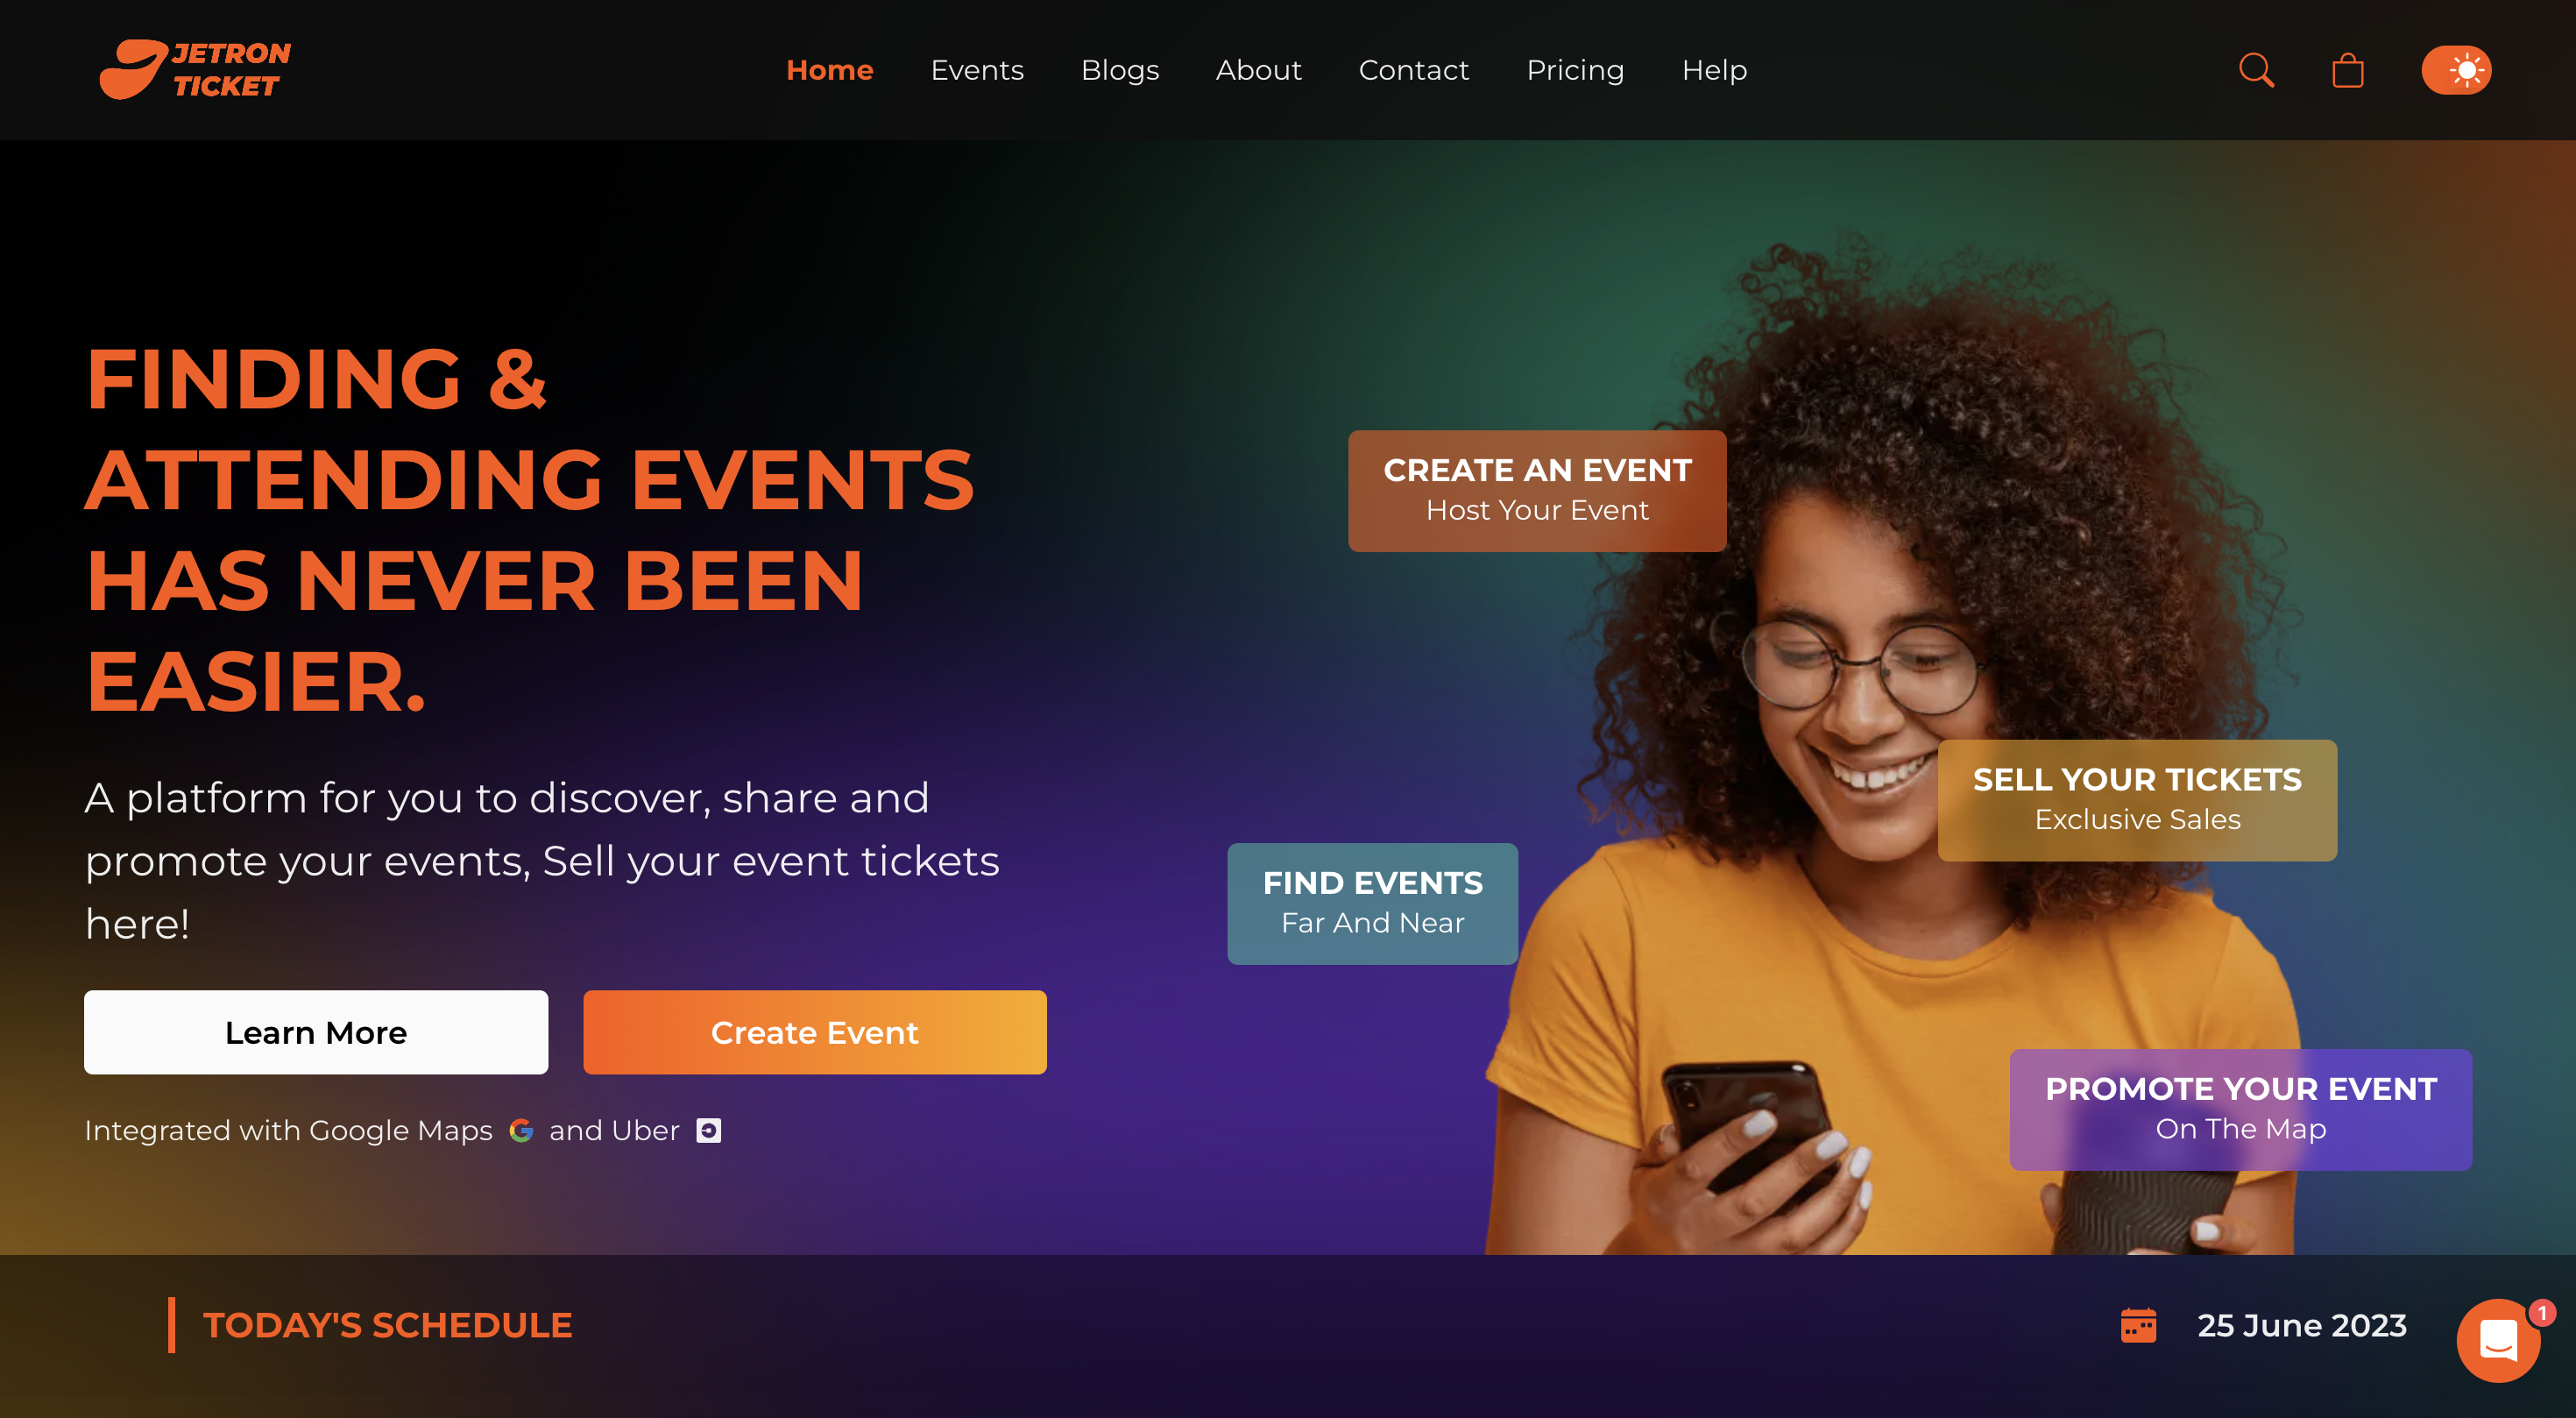 JETRON
TICKET
Home
Events
Blogs
About
Contact
Pricing
Help
FINDING &
ATTENDING EVENTS
HAS NEVER BEEN
EASIER.
A platform for you to discover, share and
promote your events, Sell your event tickets
here!
Learn More
Create Event
Integrated with Google Maps G and Uber
CREATE AN EVENT
Host Your Event
SELL YOUR TICKETS
Exclusive Sales
FIND EVENTS
Far And Near
PROMOTE YOUR EVENT
On The Map
TODAY'S SCHEDULE
25 June 2023
1